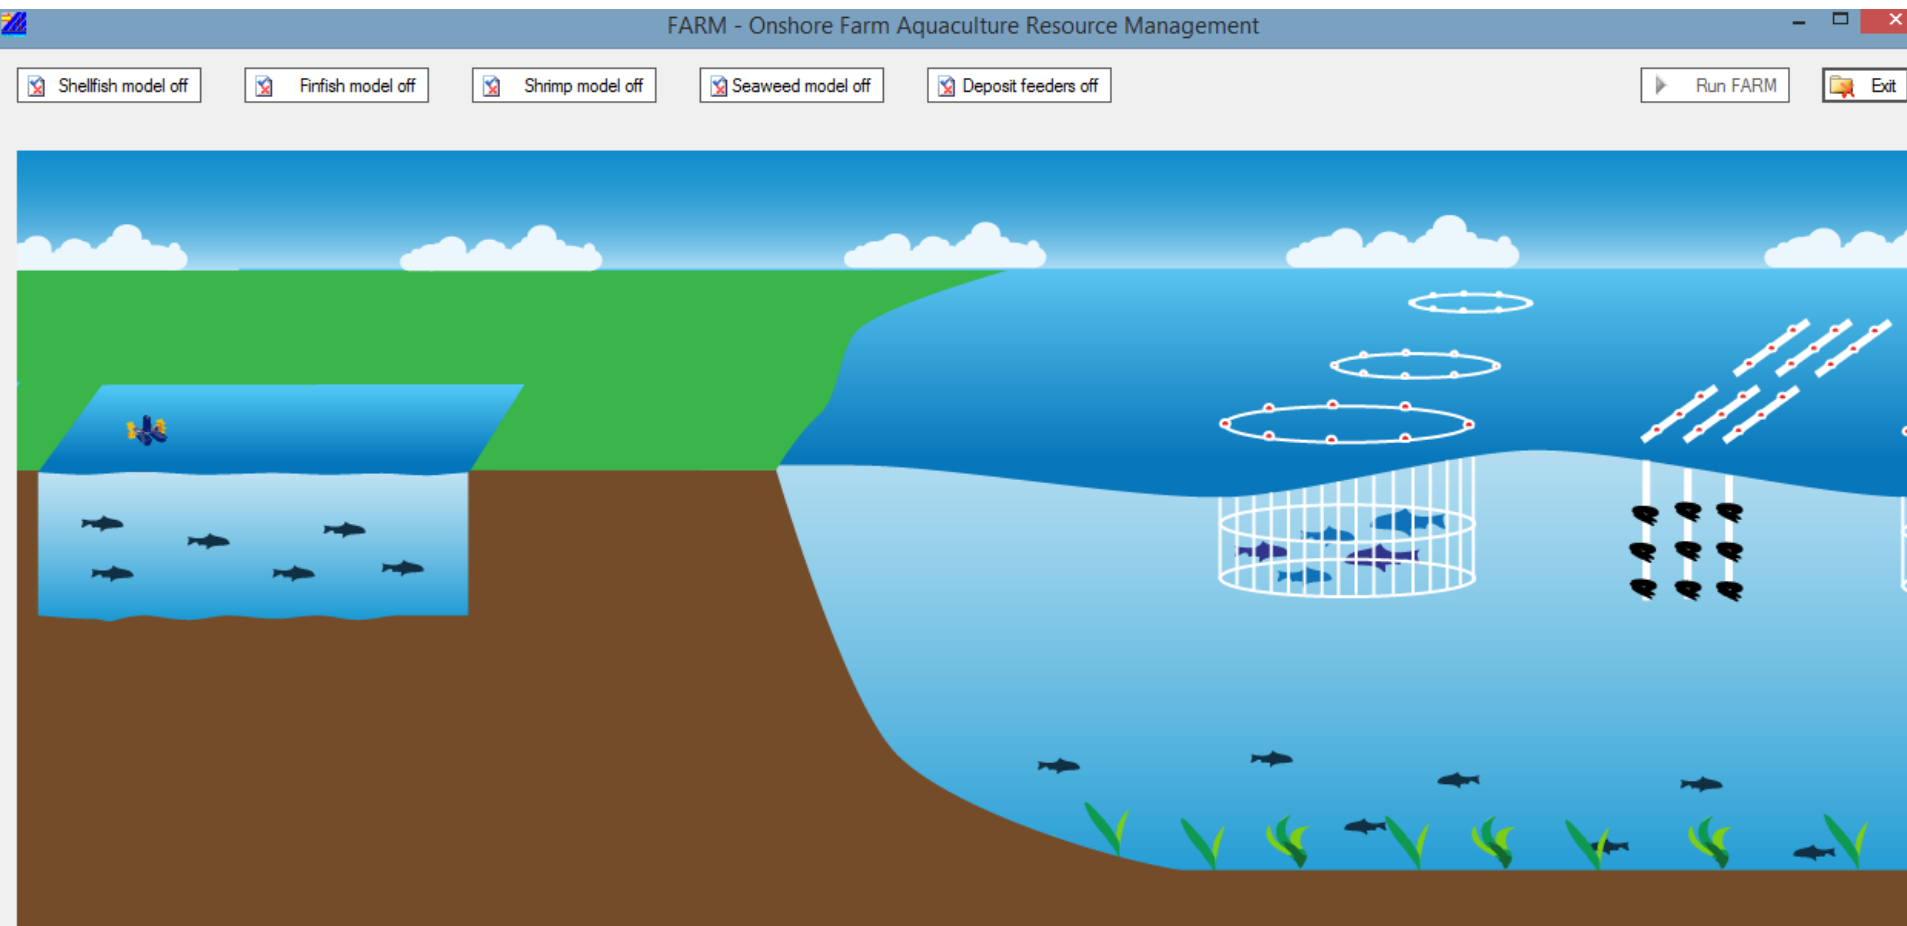 FARM - Onshore Farm Aquaculture Resource Management
Shellfish model off
Finfish model off
Shrimp model off
Seaweed model off
Deposit feeders off
Run FARM
Exit